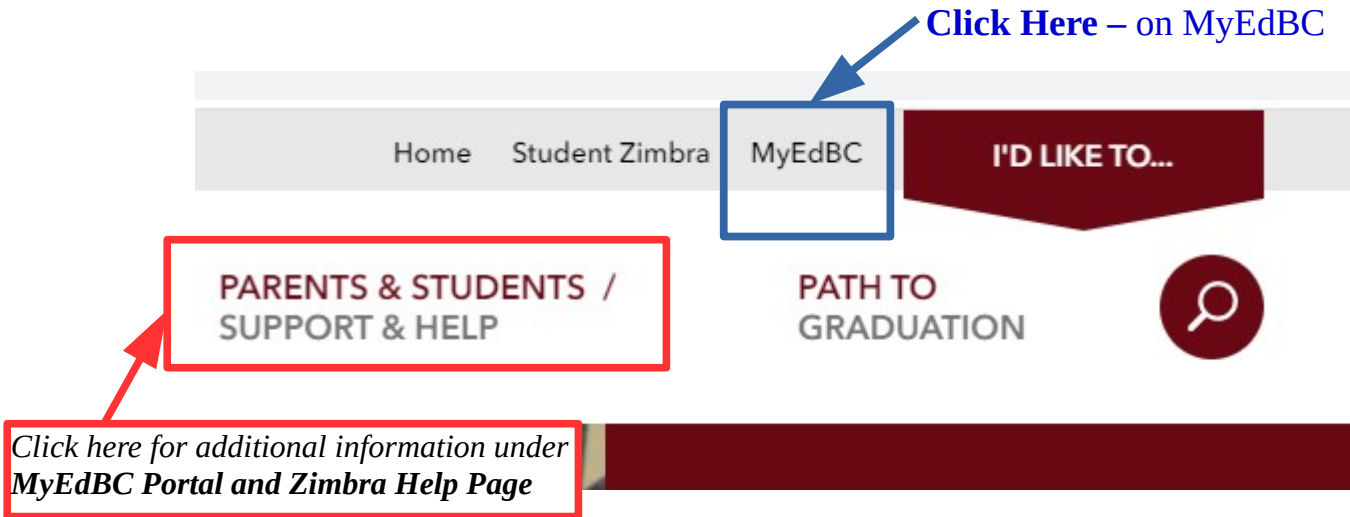 Click Here – on MyEdBC
Home Student Zimbra MyEdBC I'D LIKE TO...
PARENTS & STUDENTS / PATH TO
SUPPORT & HELP GRADUATION
Click here for additional information under
MyEdBC Portal and Zimbra Help Page